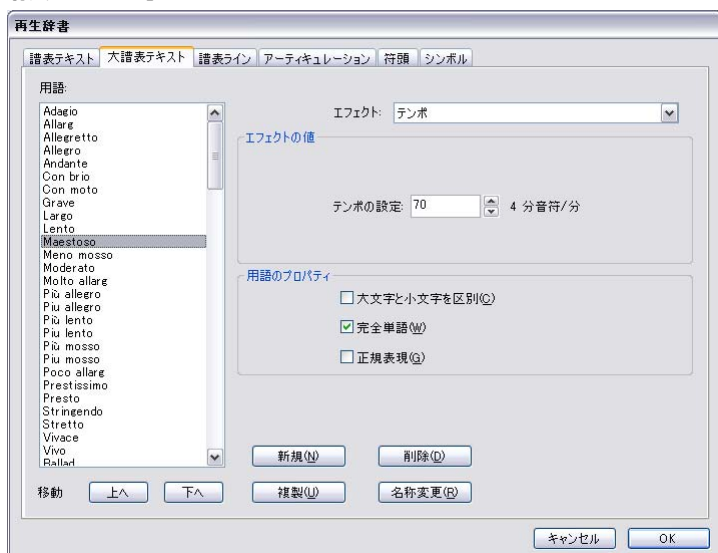 再生辞書
譜表テキスト 大譜表テキスト 譜表ライン アーティキュレーション 符頭 シンボル
用語:
Adagio
Allarg
Allegretto
Allegro
Andante
Con brio
Con moto
Grave
Largo
Lento
Maestoso
Meno mosso
Moderato
Molto allarg
Più allegro
Piu allegro
Più lento
Piu lento
Più mosso
Piu mosso
Poco allarg
Prestissimo
Presto
Stringendo
Stretto
Vivace
Vivo
Ballad
エフェクト: テンポ
エフェクトの値
テンポの設定: 70 4 分音符/分
用語のプロパティ
大文字と小文字を区別(C)
完全単語(W)
正規表現(G)
新規(N) 削除(D)
移動 上へ 下へ 複製(U) 名称変更(R)
キャンセル OK